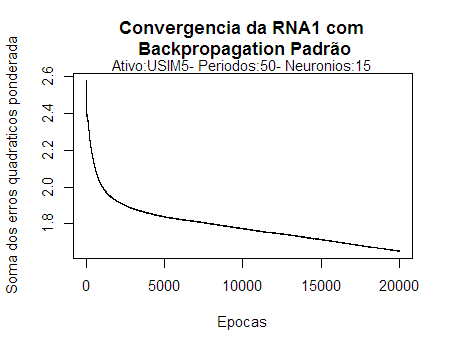 Convergencia da RNA1 com
Backpropagation Padrão
Ativo:USIM5- Periodos:50- Neuronios:15
Soma dos erros quadraticos ponderada
2.6
2.4
2.2
2.0
1.8
0 5000 10000 15000 20000
Epocas